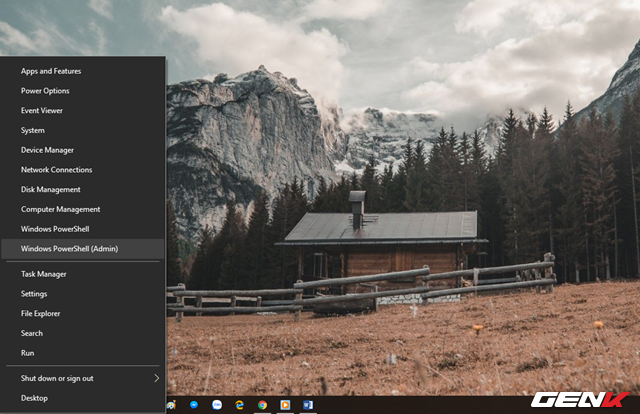 Apps and Features
Power Options
Event Viewer
System
Device Manager
Network Connections
Disk Management
Computer Management
Windows PowerShell
Windows PowerShell (Admin)
Task Manager
Settings
File Explorer
Search
Run
Shut down or sign out
Desktop
GENK